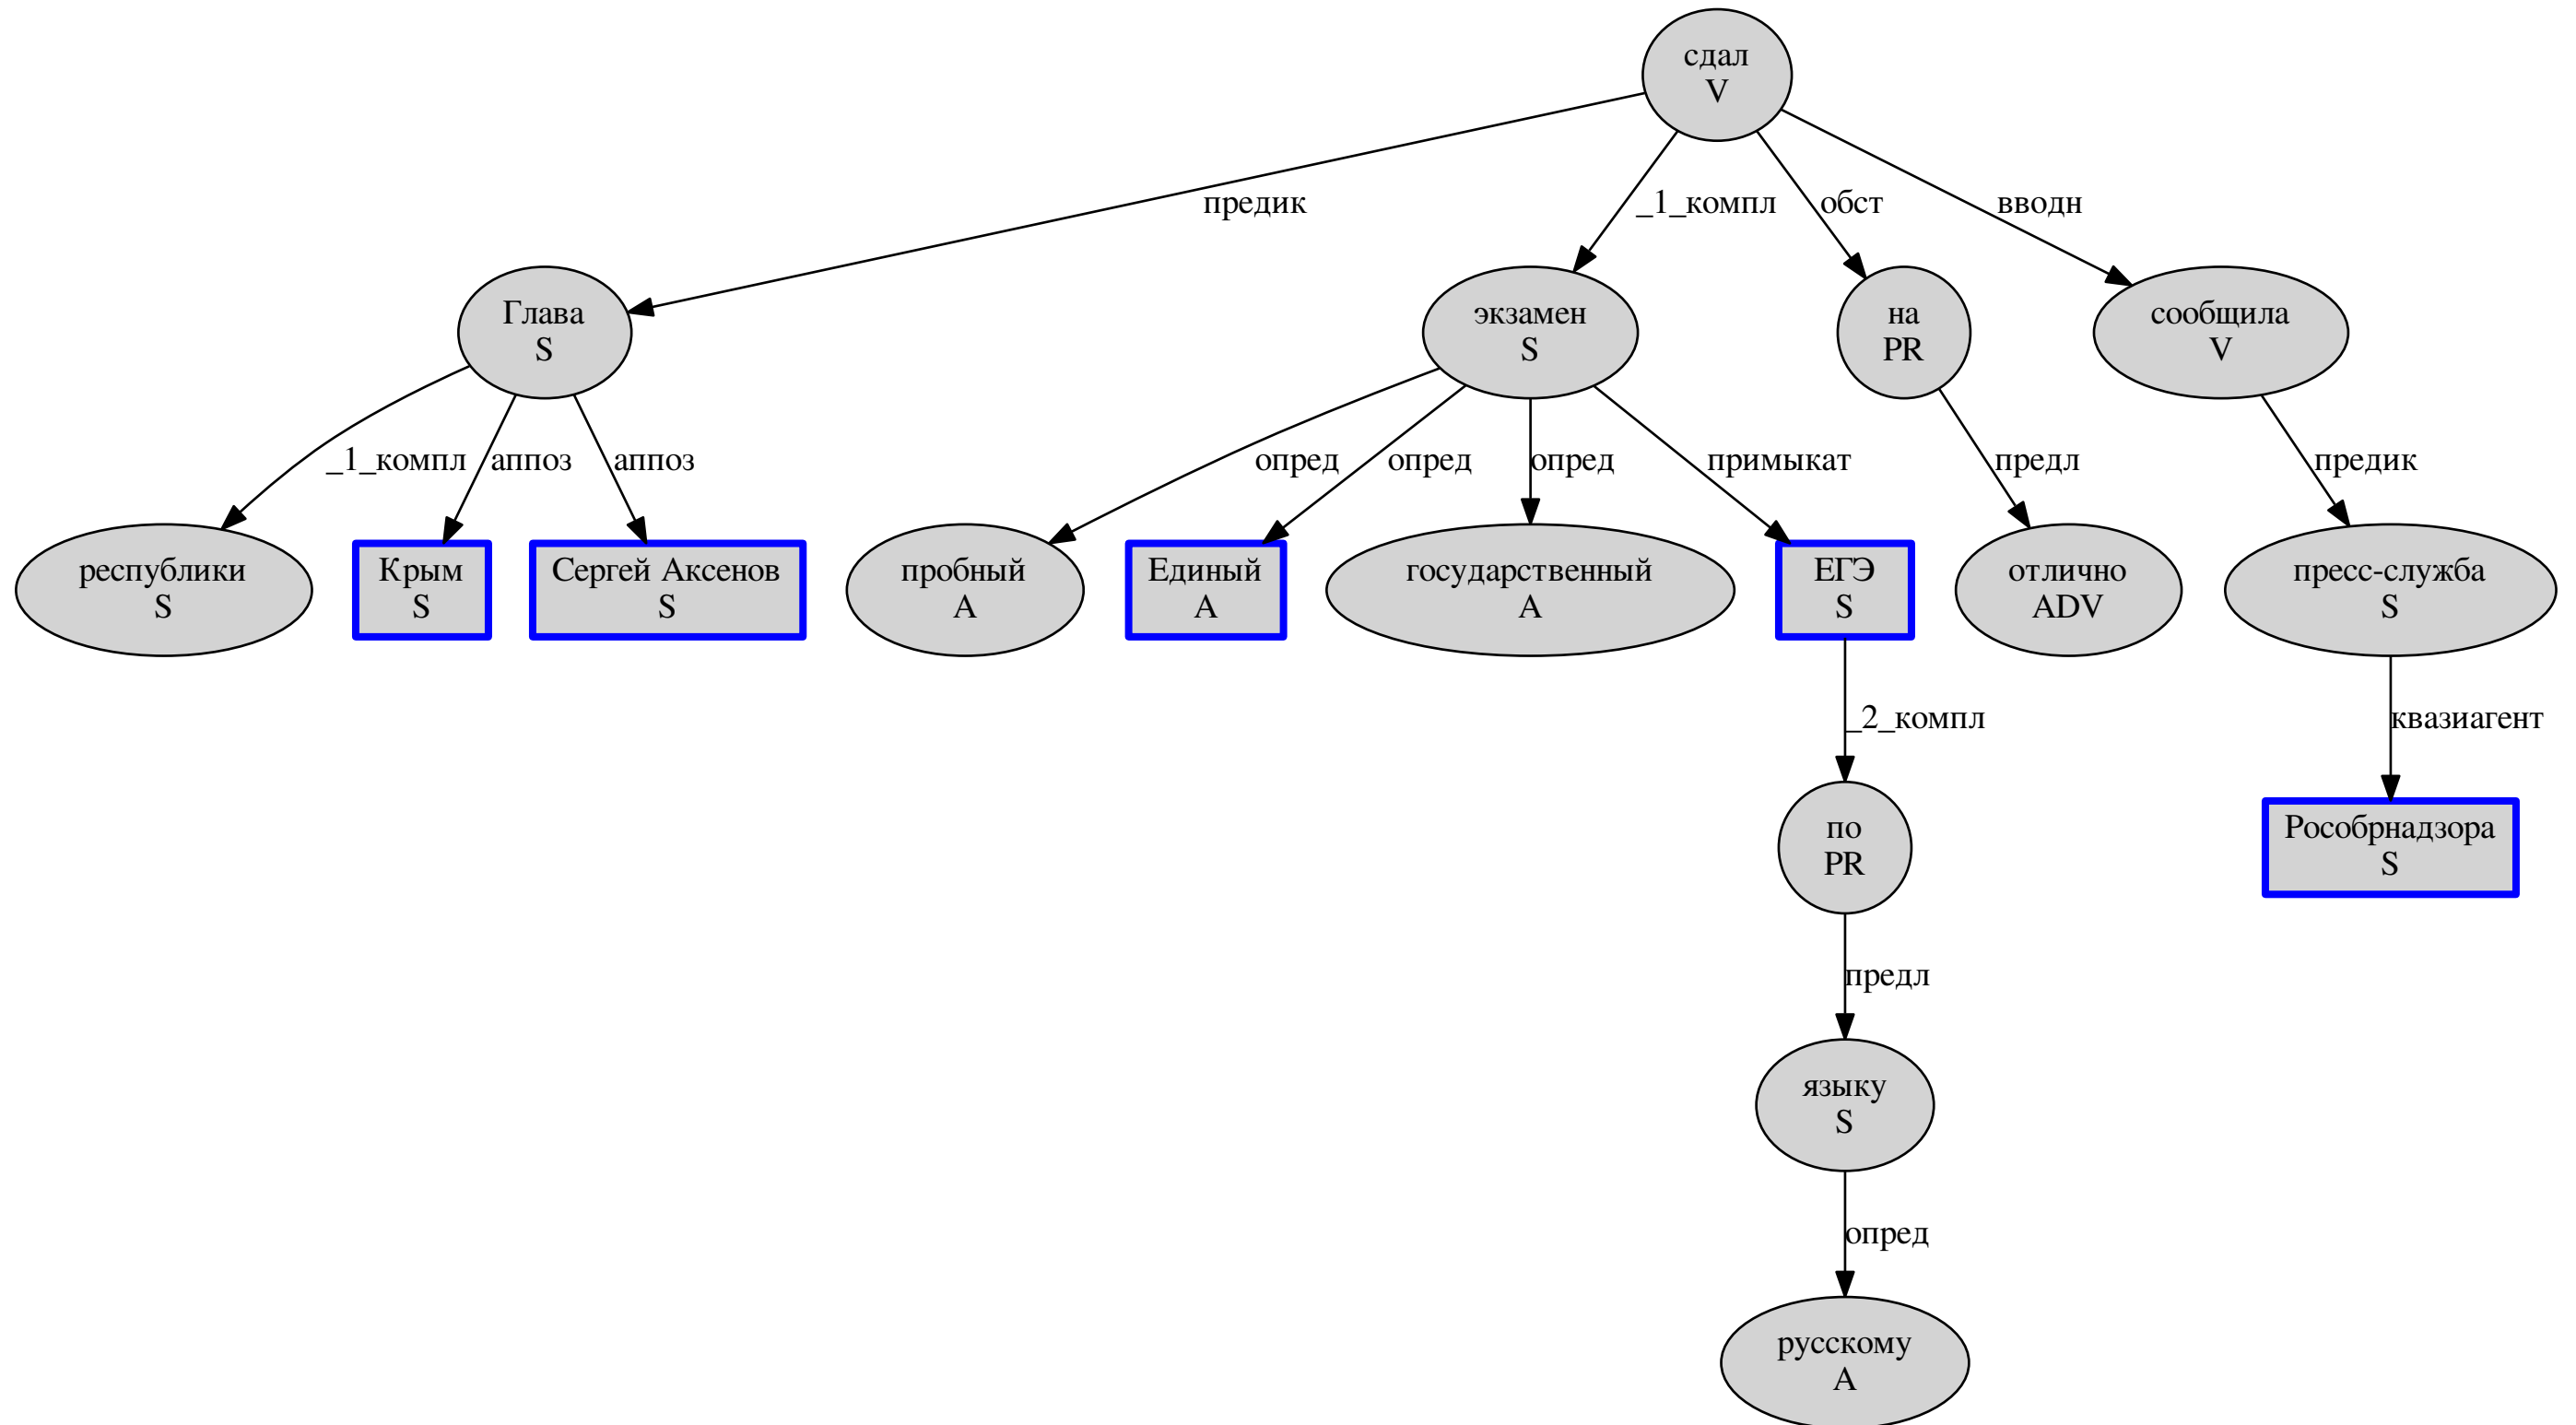 сдал
V
предик
_1_компл
обст
вводн
Глава
S
экзамен
S
на
PR
сообщила
V
_1_компл
аппоз
аппоз
опред
опред
опред
примыкат
предл
предик
республики
S
Крым
S
Сергей Аксенов
S
пробный
A
Единый
A
государственный
A
ЕГЭ
S
отлично
ADV
пресс-служба
S
_2_компл
квазиагент
по
PR
Рособрнадзора
S
предл
языку
S
опред
русскому
A